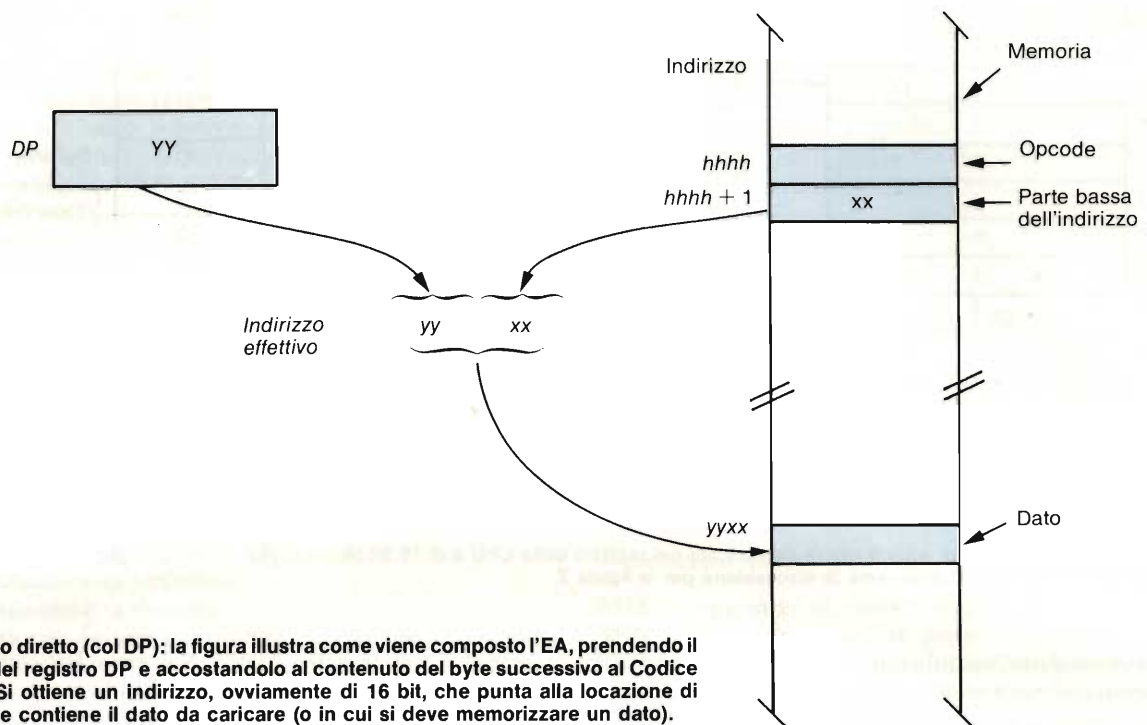 Indirizzo
Memoria
DP
YY
hhhh
Opcode
hhhh + 1
xx
Parte bassa
dell'indirizzo
Indirizzo
effettivo
yy
xx
yyxx
Dato
o diretto (col DP): la figura illustra come viene composto l'EA, prendendo il
del registro DP e accostandolo al contenuto del byte successivo al Codice
Si ottiene un indirizzo, ovviamente di 16 bit, che punta alla locazione di
e contiene il dato da caricare (o in cui si deve memorizzare un dato).